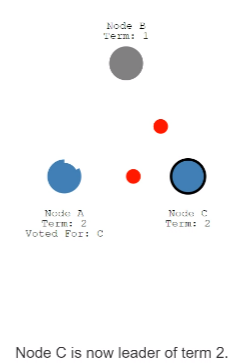 Node B
Term: 1
Node A
Term: 2
Voted For: C
Node C
Term: 2
Node C is now leader of term 2.